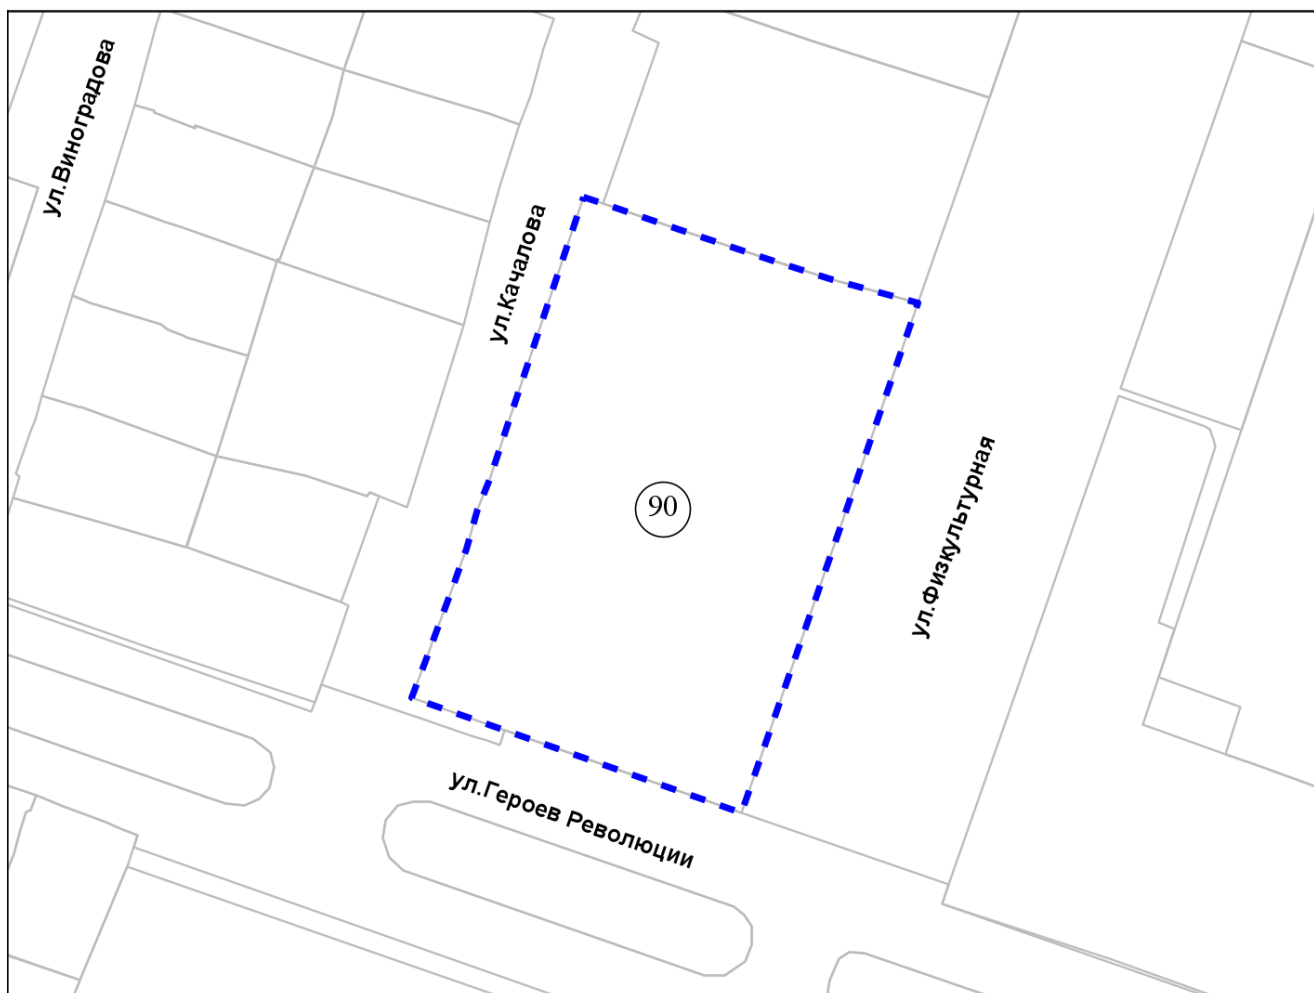 ул.Виноградова
ул.Качалова
90
ул.Физкультурная
ул.Героев Революции